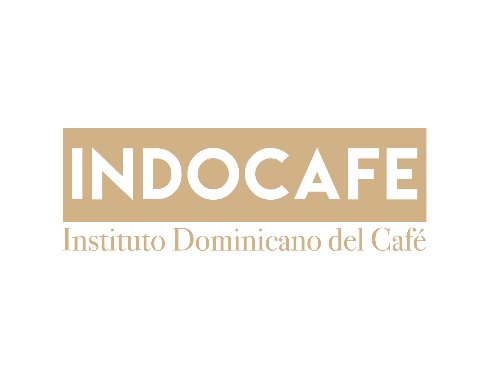 INDOCAFE
Instituto Dominicano del Café